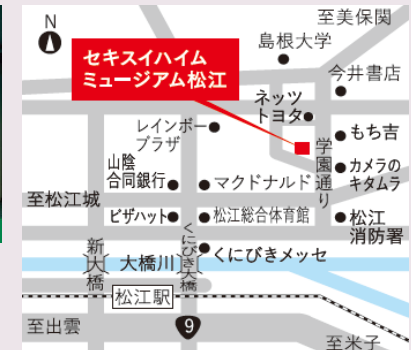 N
至美保関
島根大学
セキスイハイム
ミュージアム松江
今井書店
ネッツ
トヨタ
レインボー
プラザ
もち吉
学園通り
山陰
合同銀行
マクドナルド
カメラの
キタムラ
至松江城
ピザハット
松江総合体育館
松江
消防署
くにびき大橋
くにびきメッセ
新大橋
大橋川
松江駅
9
至出雲
至米子